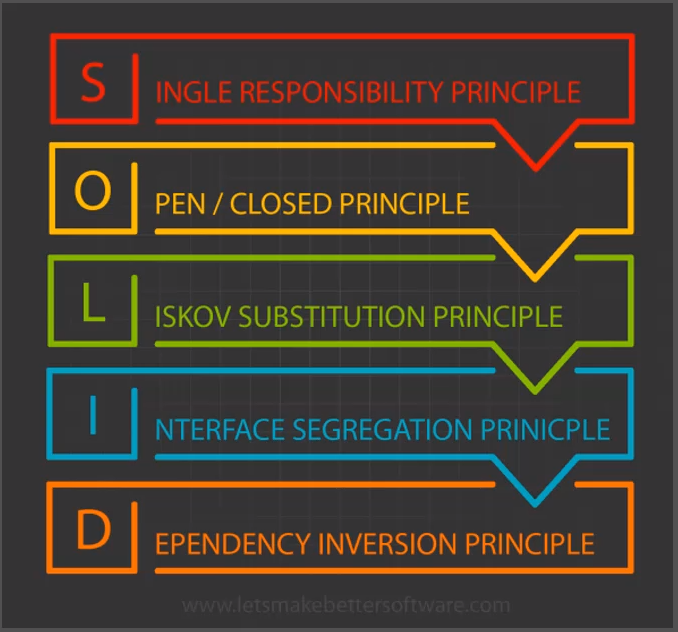 S INGLE RESPONSIBILITY PRINCIPLE
O PEN / CLOSED PRINCIPLE
L ISKOV SUBSTITUTION PRINCIPLE
I NTERFACE SEGREGATION PRINICPLE
D EPENDENCY INVERSION PRINCIPLE
www.letsmakebettersoftware.com